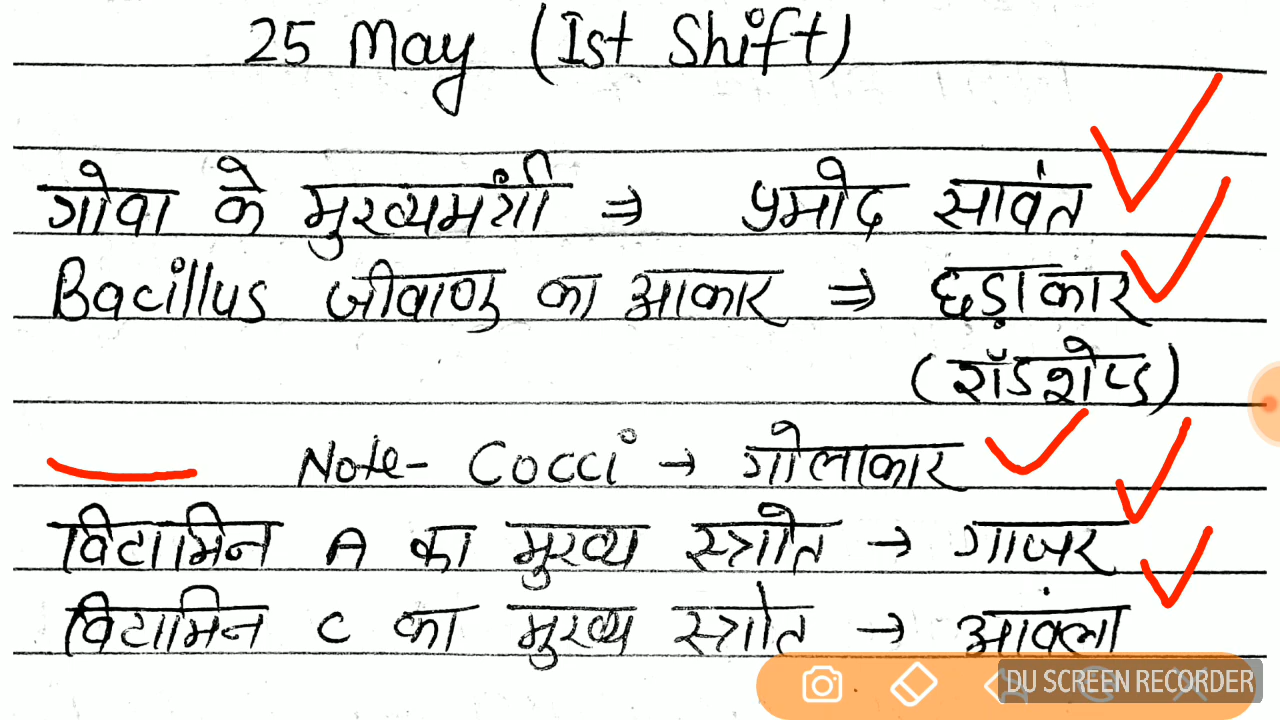 25 May (Ist Shift)
गोवा के मुख्यमंत्री ⇒ प्रमोद सावंत
Bacillus जीवाणु का आकार ⇒ छड़ाकार
(रॉडशेप्ड)
Note- Cocci → गोलाकार
विटामिन A का मुख्य स्त्रोत → गाजर
विटामिन C का मुख्य स्त्रोत → आंवला
DU SCREEN RECORDER